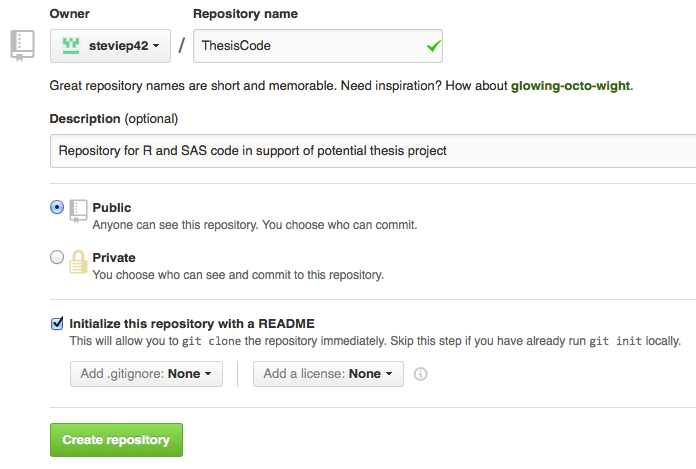 Owner Repository name
steviep42 / ThesisCode
Great repository names are short and memorable. Need inspiration? How about glowing-octo-wight.
Description (optional)
Repository for R and SAS code in support of potential thesis project
Public
Anyone can see this repository. You choose who can commit.
Private
You choose who can see and commit to this repository.
Initialize this repository with a README
This will allow you to git clone the repository immediately. Skip this step if you have already run git init locally.
Add .gitignore: None Add a license: None
Create repository